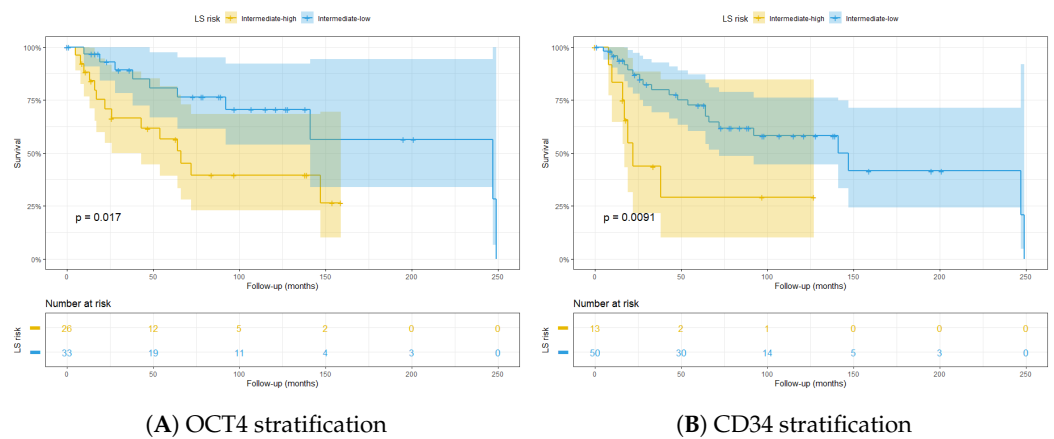 LS risk Intermediate-high Intermediate-low
100%
75%
50%
25%
0%
Survival
p = 0.017
0 50 100 150 200 250
Follow-up (months)
Number at risk
LS risk
26 12 5 2 0 0
33 19 11 4 3 0
0 50 100 150 200 250
Follow-up (months)
(A) OCT4 stratification
LS risk Intermediate-high Intermediate-low
100%
75%
50%
25%
0%
Survival
p = 0.0091
0 50 100 150 200 250
Follow-up (months)
Number at risk
LS risk
13 2 1 0 0 0
50 30 14 5 3 0
0 50 100 150 200 250
Follow-up (months)
(B) CD34 stratification